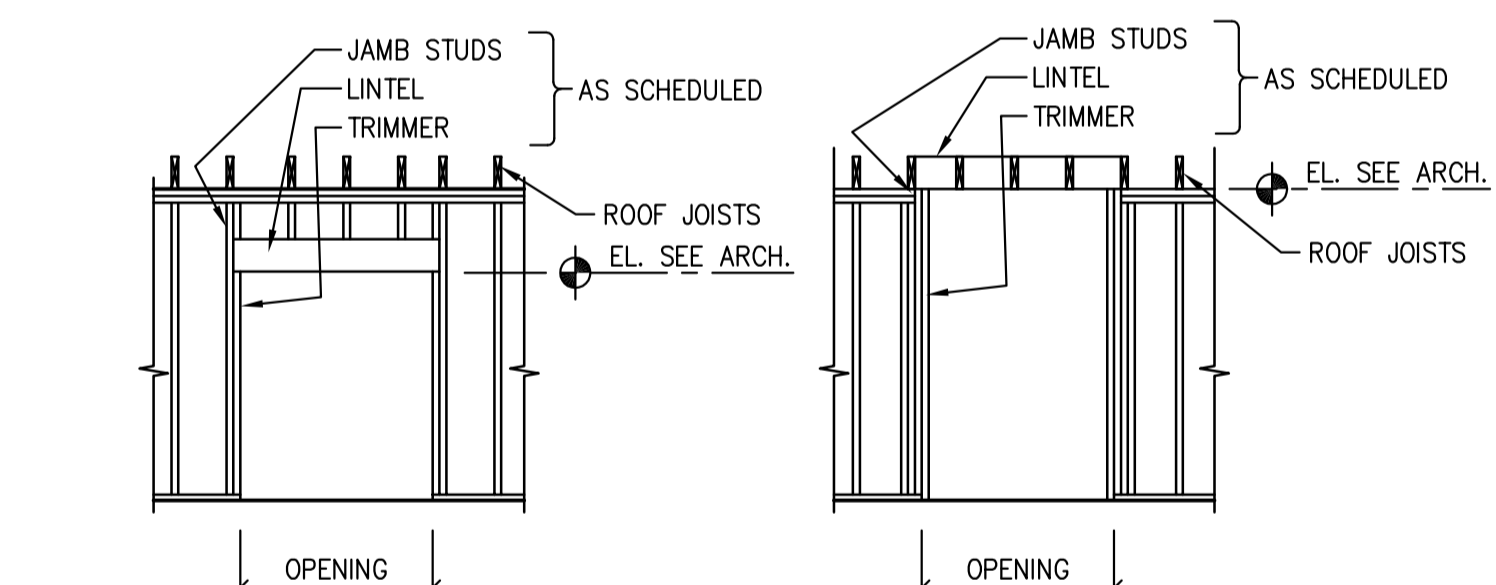 JAMB STUDS
LINTEL
TRIMMER
AS SCHEDULED
ROOF JOISTS
EL. SEE ARCH.
OPENING
JAMB STUDS
LINTEL
TRIMMER
AS SCHEDULED
EL. SEE ARCH.
ROOF JOISTS
OPENING